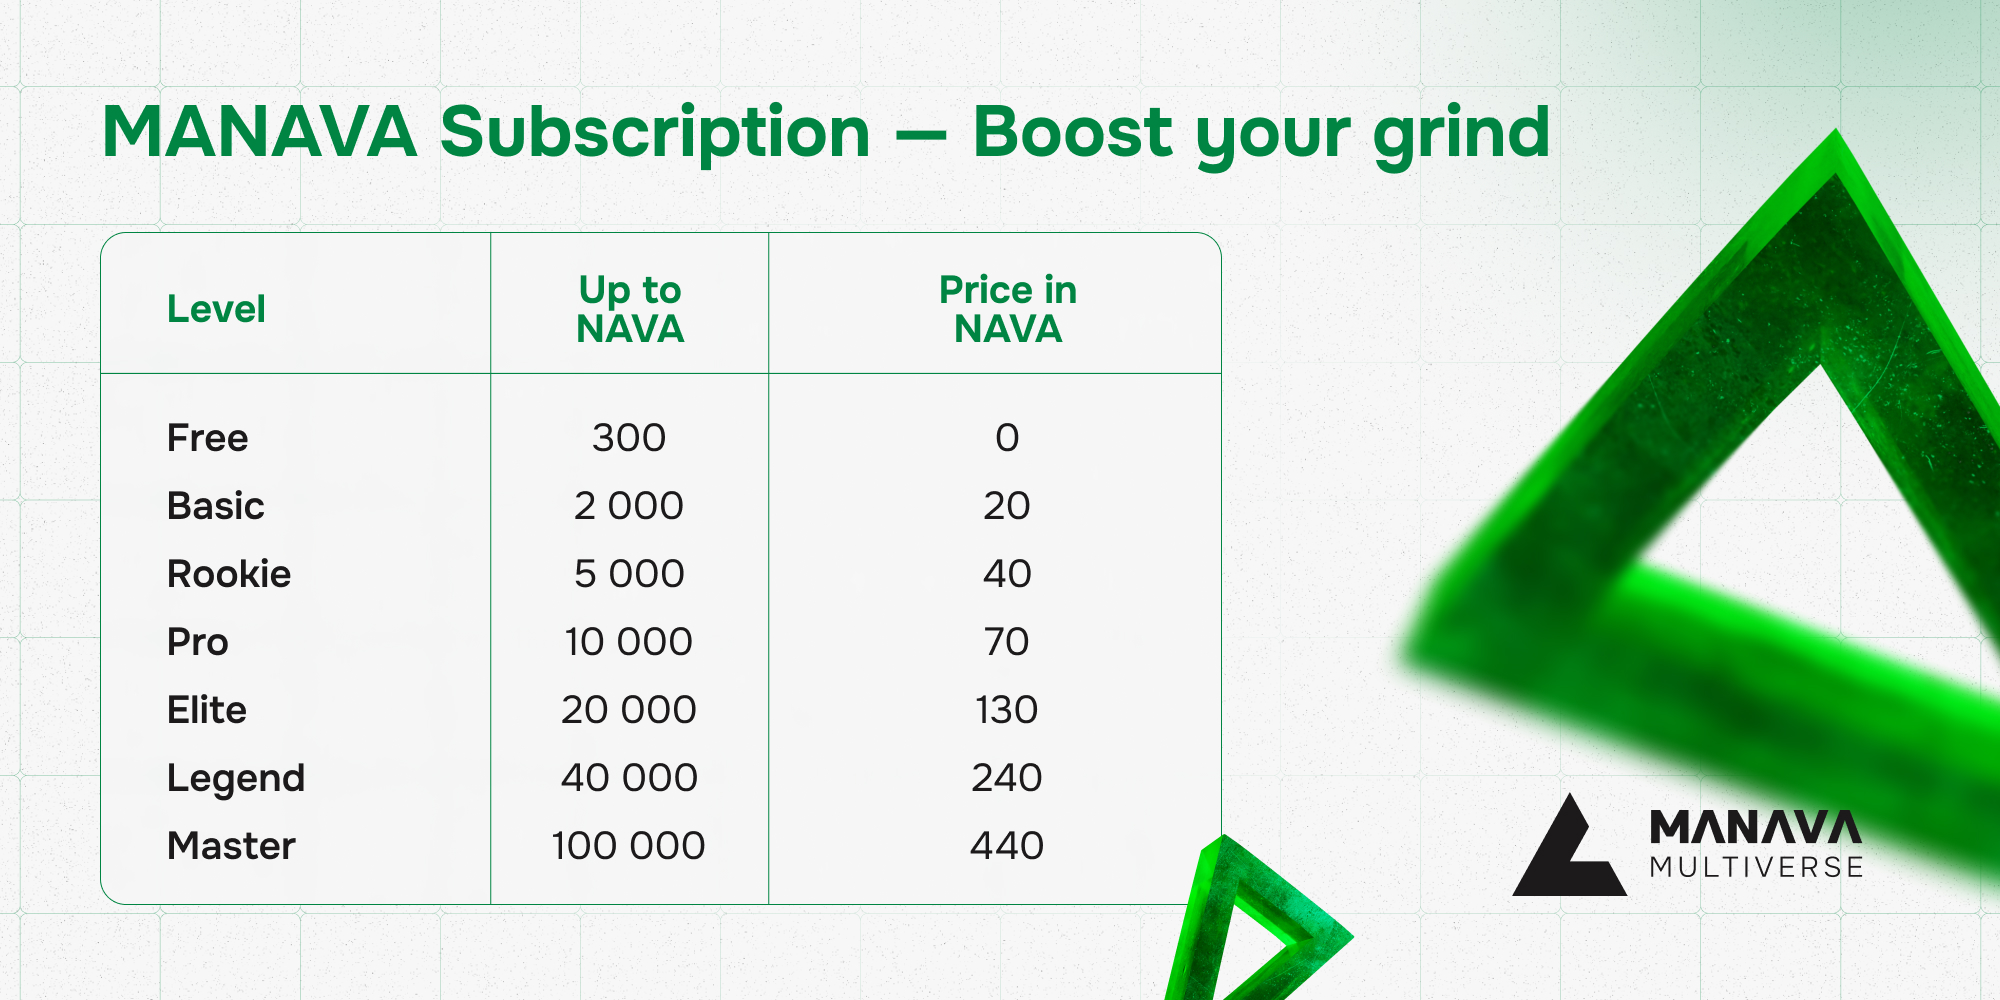 MANAVA Subscription — Boost your grind
Level
Up to
NAVA
Price in
NAVA
Free 300 0
Basic 2 000 20
Rookie 5 000 40
Pro 10 000 70
Elite 20 000 130
Legend 40 000 240
Master 100 000 440
MANAVA
MULTIVERSE